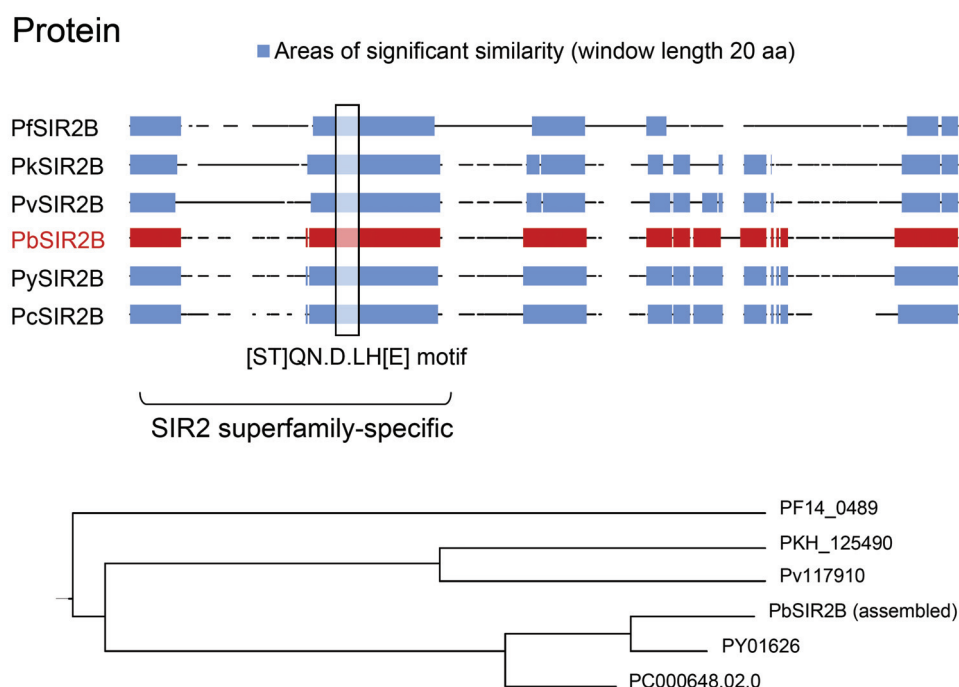 Protein
Areas of significant similarity (window length 20 aa)
PfSIR2B
PkSIR2B
PvSIR2B
PbSIR2B
PySIR2B
PcSIR2B
[ST]QN.D.LH[E] motif
SIR2 superfamily-specific
PF14_0489
PKH_125490
Pv117910
PbSIR2B (assembled)
PY01626
PC000648.02.0